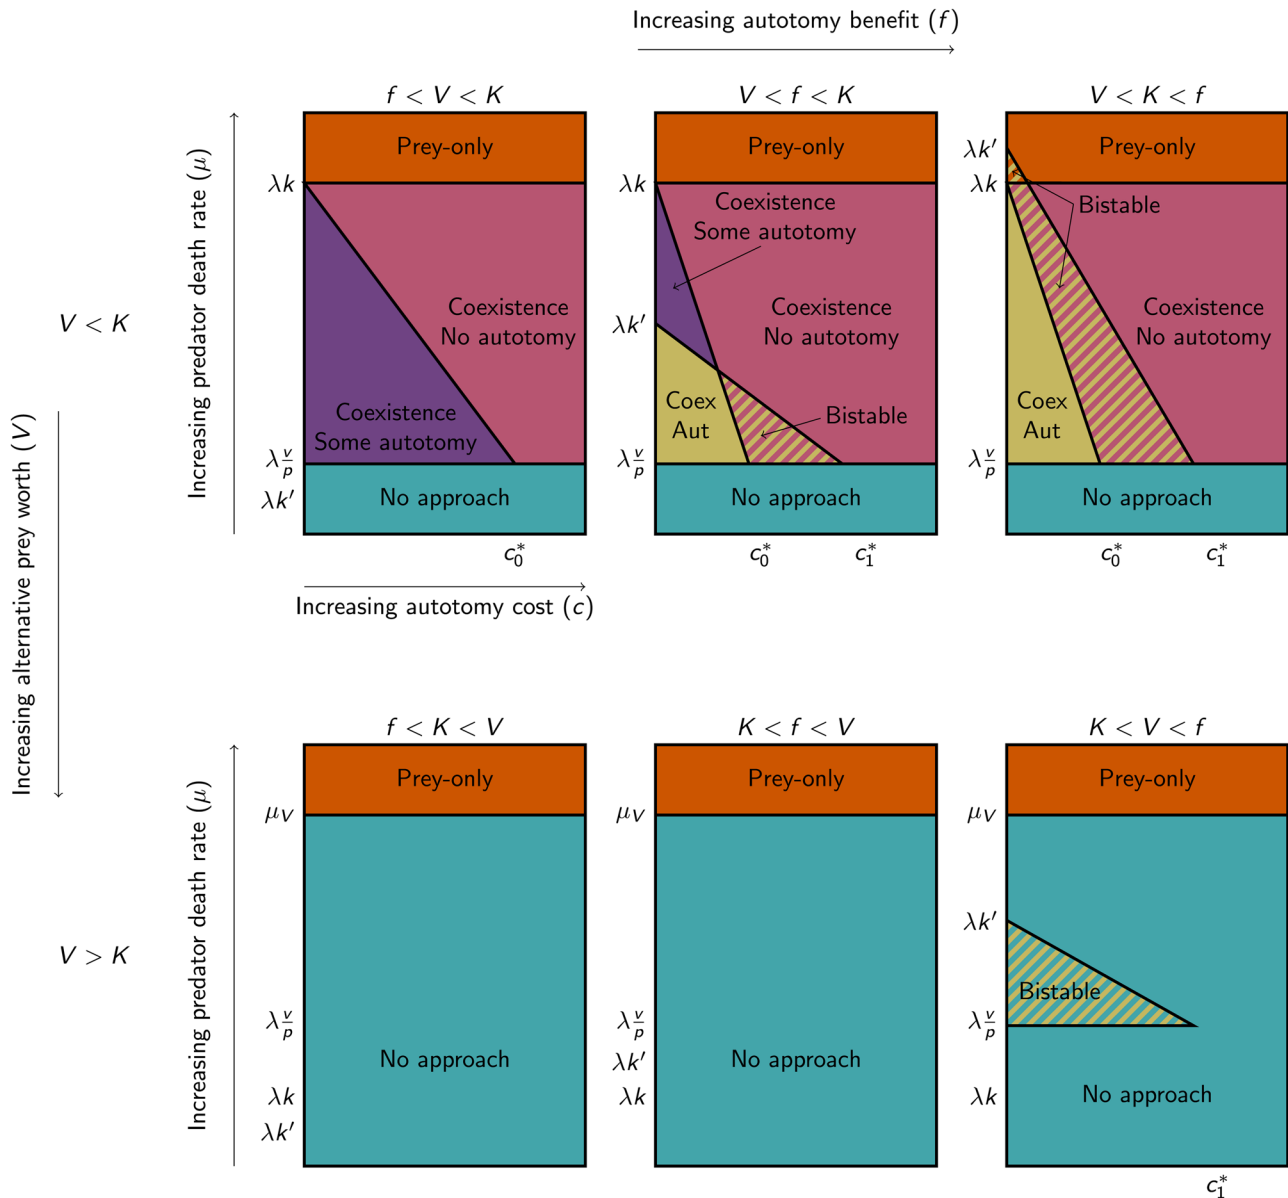 Increasing autotomy benefit (f)
f < V < K
V < f < K
V < K < f
Increasing alternative prey worth (V)
V < K
Increasing predator death rate (μ)
λk
λv/p
λk′
Prey-only
Coexistence
No autotomy
Coexistence
Some autotomy
No approach
c₀*
Increasing autotomy cost (c)
λk
λk′
λv/p
Prey-only
Coexistence
Some autotomy
Coexistence
No autotomy
Coex
Aut
Bistable
No approach
c₀*
c₁*
λk′
λk
λv/p
Prey-only
Bistable
Coexistence
No autotomy
Coex
Aut
No approach
c₀*
c₁*
V > K
Increasing predator death rate (μ)
f < K < V
K < f < V
K < V < f
μV
λv/p
λk
λk′
Prey-only
No approach
μV
λv/p
λk′
λk
Prey-only
No approach
μV
λk′
λv/p
λk
Prey-only
Bistable
No approach
c₁*